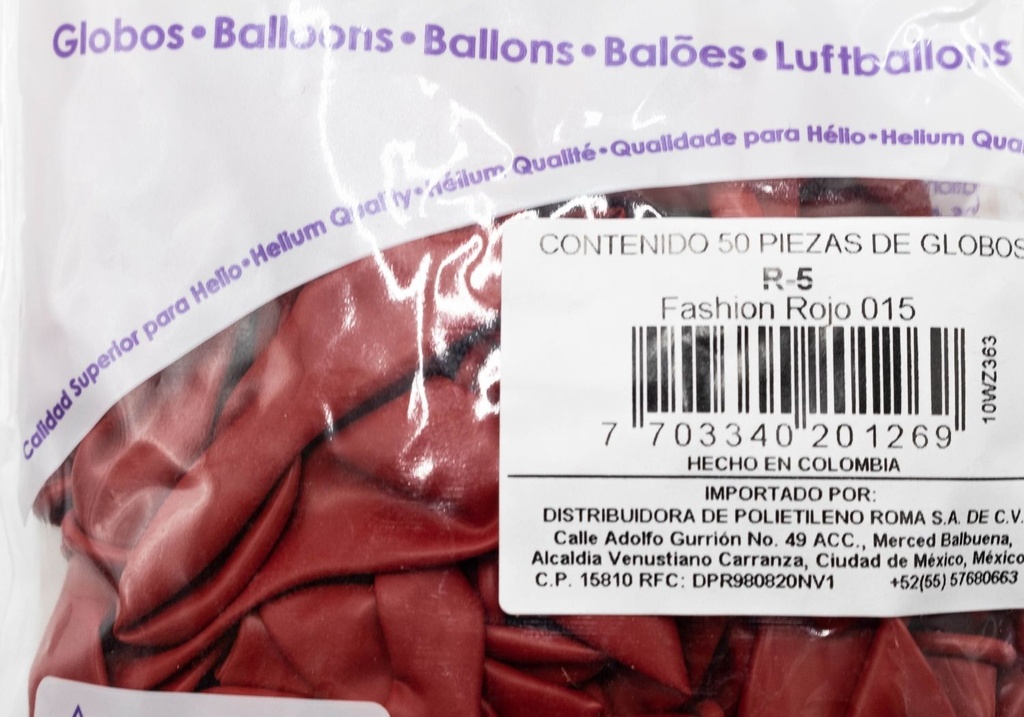 Globos • Balloons • Ballons • Balões • Luftballons
Calidad Superior para Helio • Helium Quality • hélium Qualité • Qualidade para Hélio • Helium Qua
CONTENIDO 50 PIEZAS DE GLOBOS
R-5
Fashion Rojo 015
10WZ363
7 703340 201269
HECHO EN COLOMBIA
IMPORTADO POR:
DISTRIBUIDORA DE POLIETILENO ROMA S.A. DE C.V.
Calle Adolfo Gurrión No. 49 ACC., Merced Balbuena,
Alcaldia Venustiano Carranza, Ciudad de México, México
C.P. 15810 RFC: DPR980820NV1 +52(55) 57680663